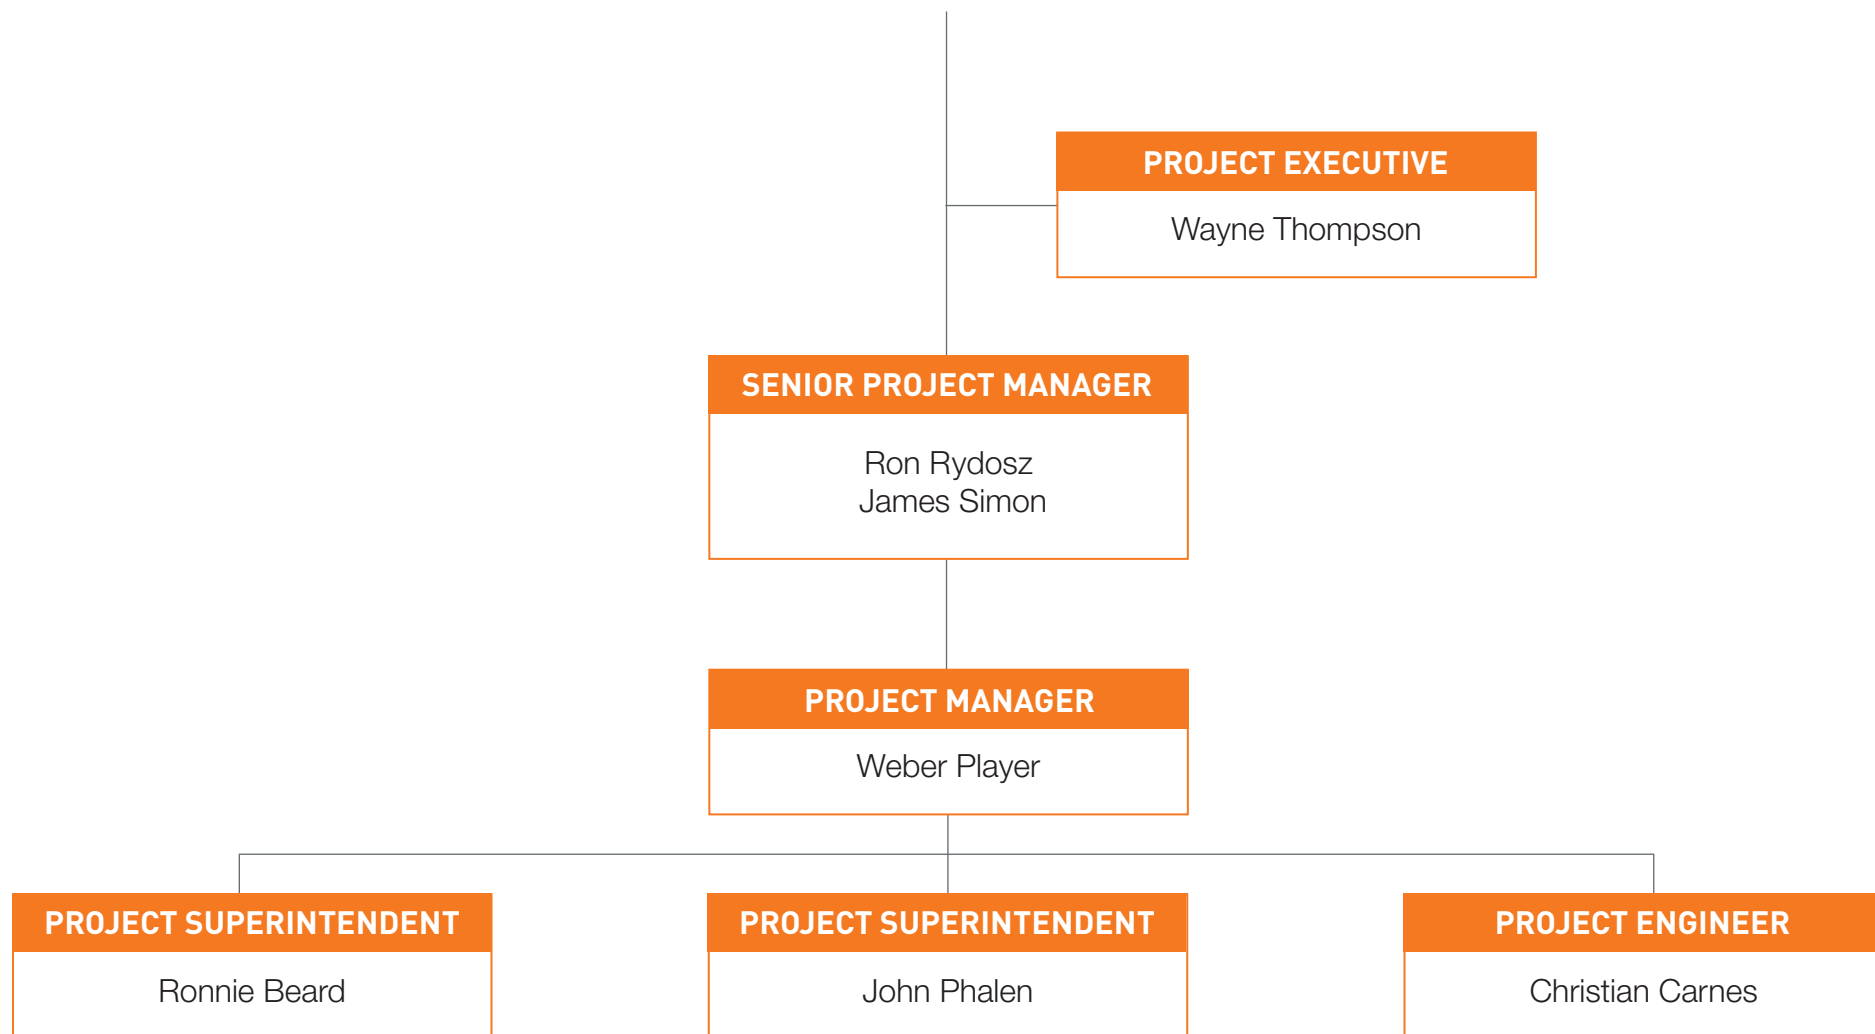 PROJECT EXECUTIVE
Wayne Thompson
SENIOR PROJECT MANAGER
Ron Rydosz
James Simon
PROJECT MANAGER
Weber Player
PROJECT SUPERINTENDENT
Ronnie Beard
PROJECT SUPERINTENDENT
John Phalen
PROJECT ENGINEER
Christian Carnes